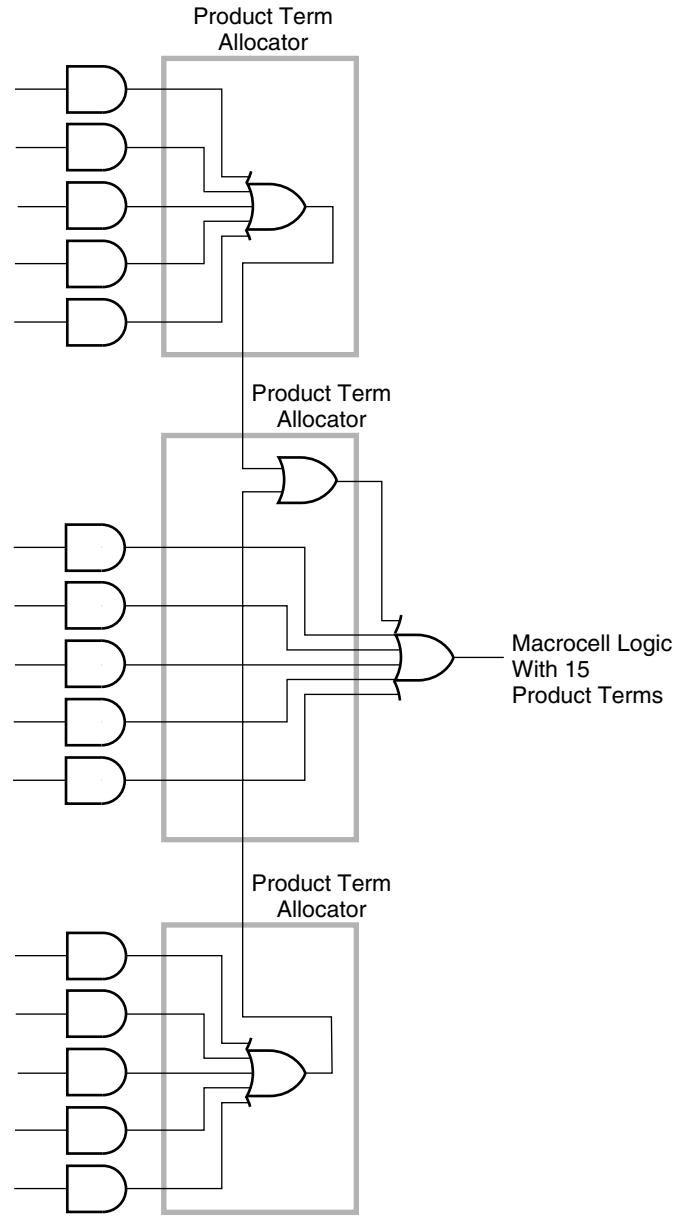 Product Term
Allocator
Product Term
Allocator
Macrocell Logic
With 15
Product Terms
Product Term
Allocator